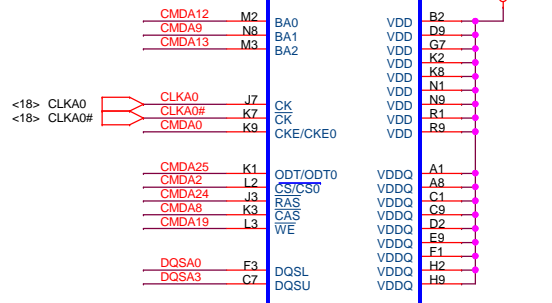 CMDA12 M2 BA0 VDD B2
CMDA9 N8 BA1 VDD D9
CMDA13 M3 BA2 VDD G7
VDD K2
VDD K8
VDD N1
<18> CLKA0 CLKA0 J7 CK VDD N9
<18> CLKA0# CLKA0# K7 CK VDD R1
CMDA0 K9 CKE/CKE0 VDD R9
CMDA25 K1 ODT/ODT0 VDDQ A1
CMDA2 L2 CS/CS0 VDDQ A8
CMDA24 J3 RAS VDDQ C1
CMDA8 K3 CAS VDDQ C9
CMDA19 L3 WE VDDQ D2
VDDQ E9
VDDQ F1
DQSA0 F3 DQSL VDDQ H2
DQSA3 C7 DQSU VDDQ H9